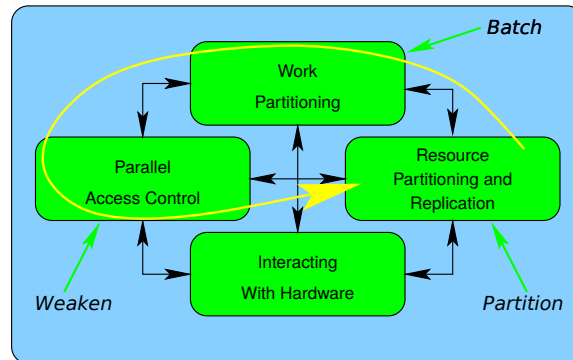 Batch
Work
Partitioning
Parallel
Access Control
Resource
Partitioning and
Replication
Interacting
With Hardware
Weaken
Partition